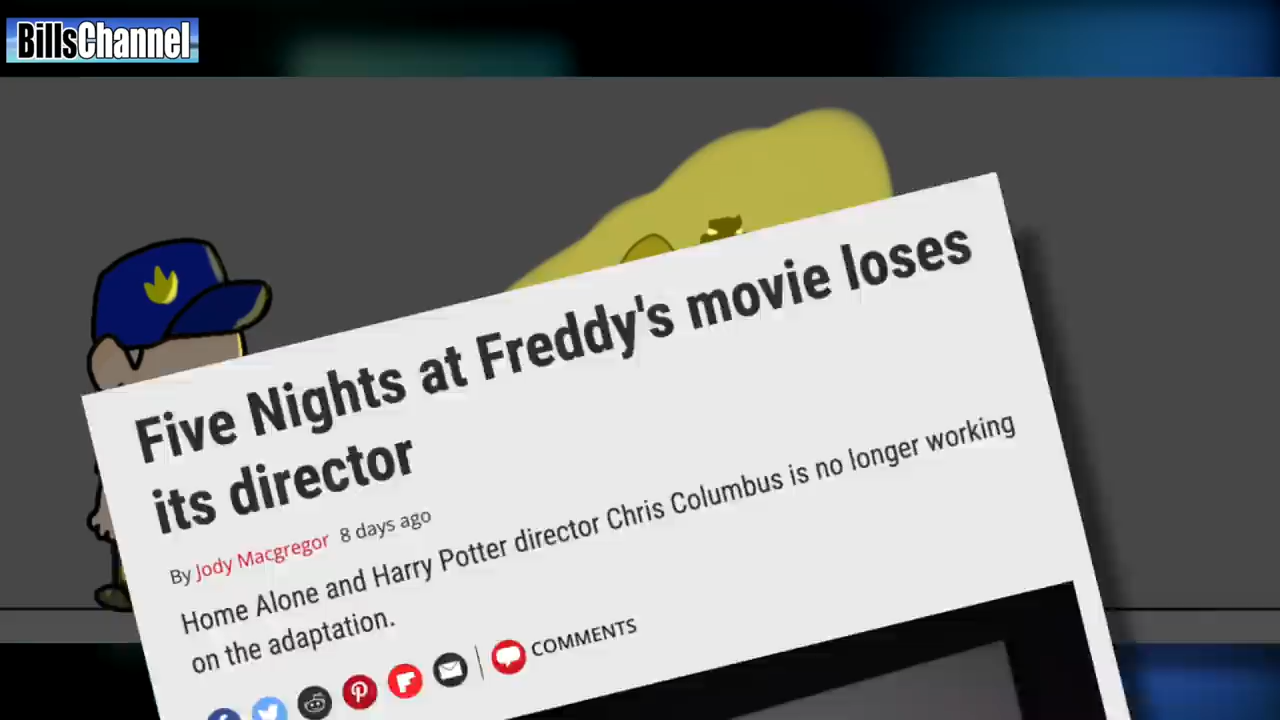 BillsChannel
Five Nights at Freddy's movie loses
its director
By Jody Macgregor 8 days ago
Home Alone and Harry Potter director Chris Columbus is no longer working
on the adaptation.
COMMENTS